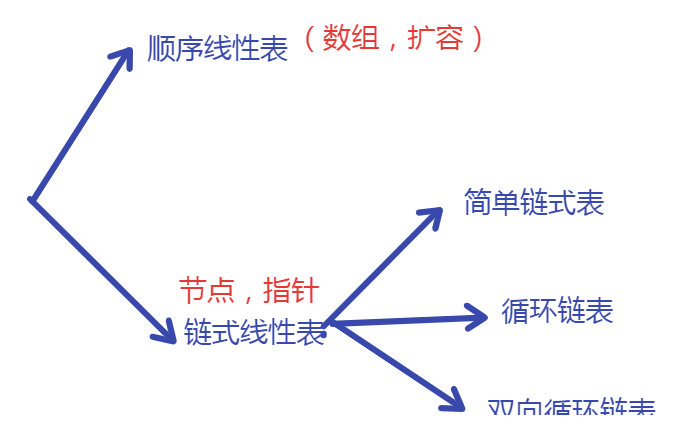 顺序线性表（数组，扩容）
简单链式表
节点，指针
循环链表
链式线性表
双向循环链表